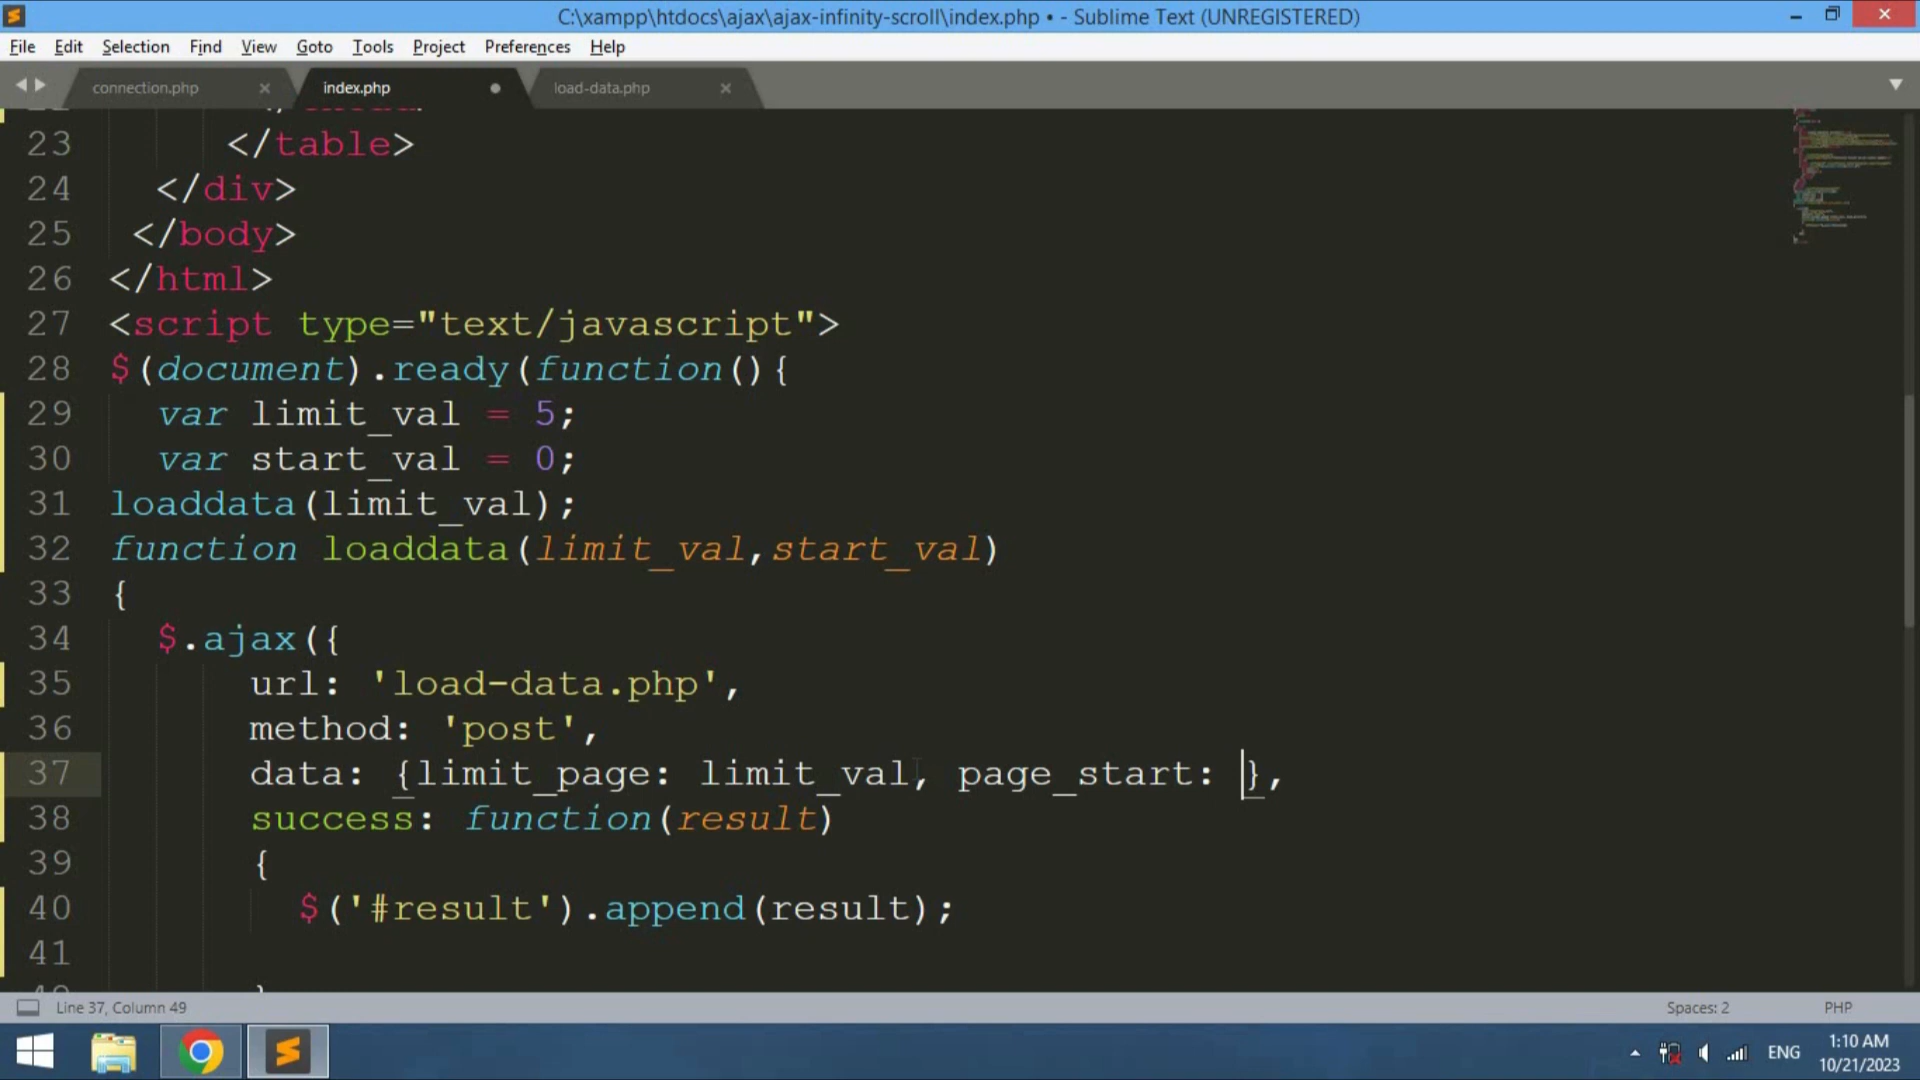 C:\xampp\htdocs\ajax\ajax-infinity-scroll\index.php • - Sublime Text (UNREGISTERED)
File Edit Selection Find View Goto Tools Project Preferences Help
connection.php × index.php load-data.php ×
23 </table>
24 </div>
25 </body>
26 </html>
27 <script type="text/javascript">
28 $(document).ready(function(){
29 var limit_val = 5;
30 var start_val = 0;
31 loaddata(limit_val);
32 function loaddata(limit_val,start_val)
33 {
34 $.ajax({
35 url: 'load-data.php',
36 method: 'post',
37 data: {limit_page: limit_val, page_start: },
38 success: function(result)
39 {
40 $('#result').append(result);
41
Line 37, Column 49 Spaces: 2 PHP
ENG 1:10 AM
10/21/2023